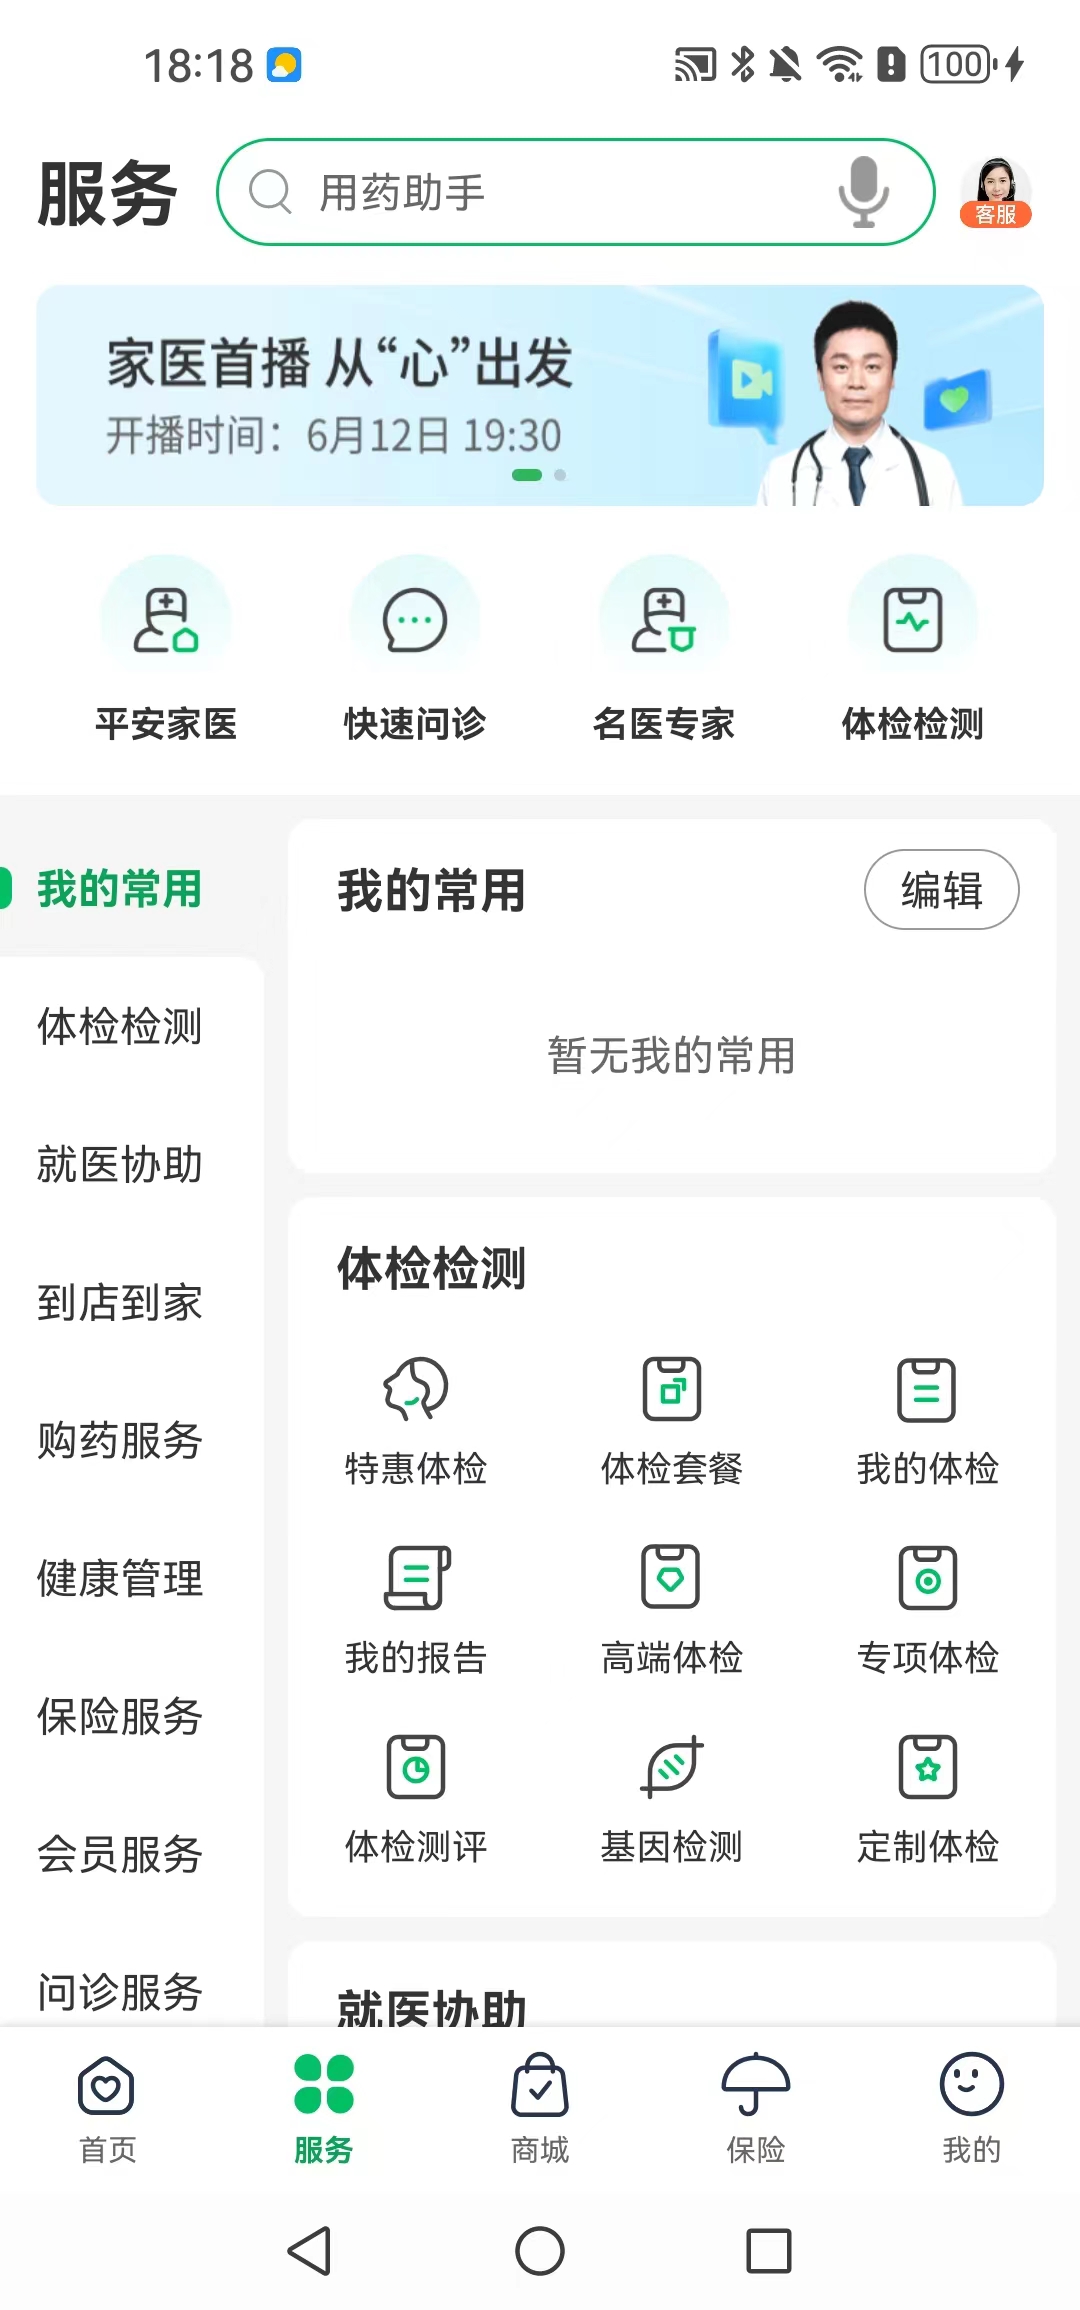 18:18
100
服务
用药助手
客服
家医首播 从“心”出发
开播时间：6月12日 19:30
平安家医
快速问诊
名医专家
体检检测
我的常用
体检检测
就医协助
到店到家
购药服务
健康管理
保险服务
会员服务
问诊服务
我的常用
编辑
暂无我的常用
体检检测
特惠体检
体检套餐
我的体检
我的报告
高端体检
专项体检
体检测评
基因检测
定制体检
就医协助
首页
服务
商城
保险
我的